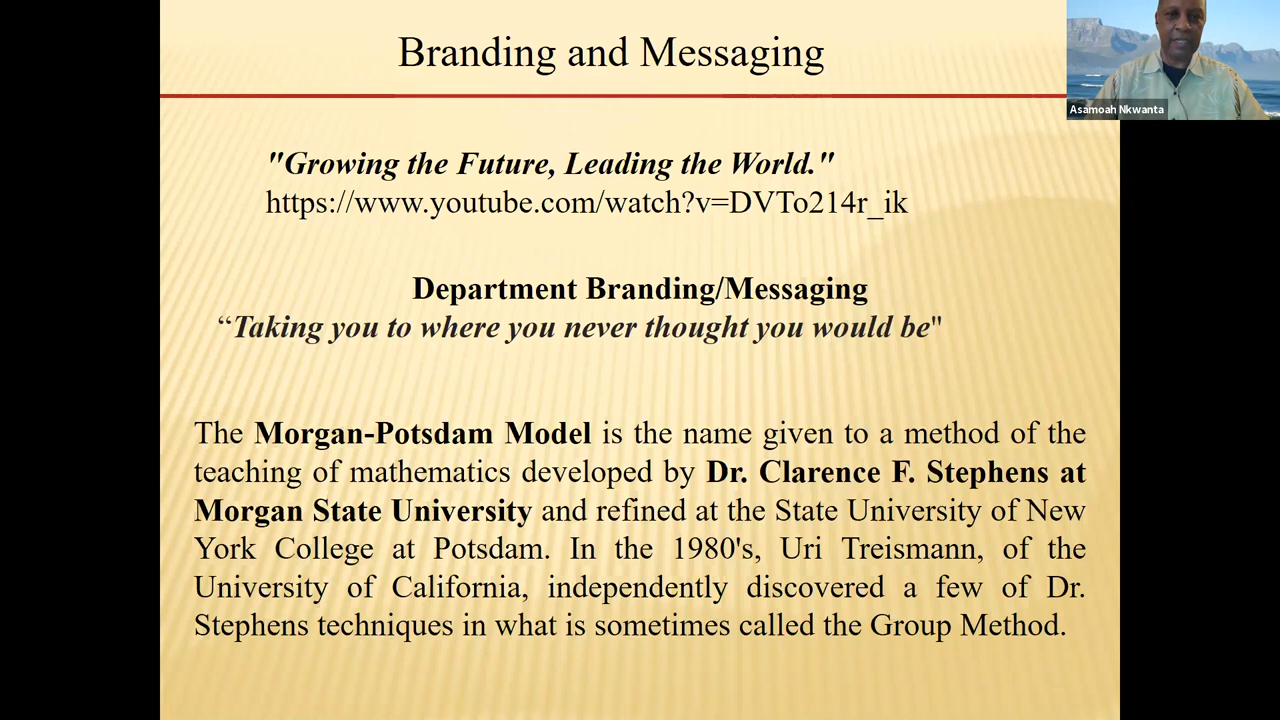 Branding and Messaging
Asamoah Nkwanta
"Growing the Future, Leading the World."
https://www.youtube.com/watch?v=DVTo214r_ik
Department Branding/Messaging
“Taking you to where you never thought you would be"
The Morgan-Potsdam Model is the name given to a method of the
teaching of mathematics developed by Dr. Clarence F. Stephens at
Morgan State University and refined at the State University of New
York College at Potsdam. In the 1980's, Uri Treismann, of the
University of California, independently discovered a few of Dr.
Stephens techniques in what is sometimes called the Group Method.